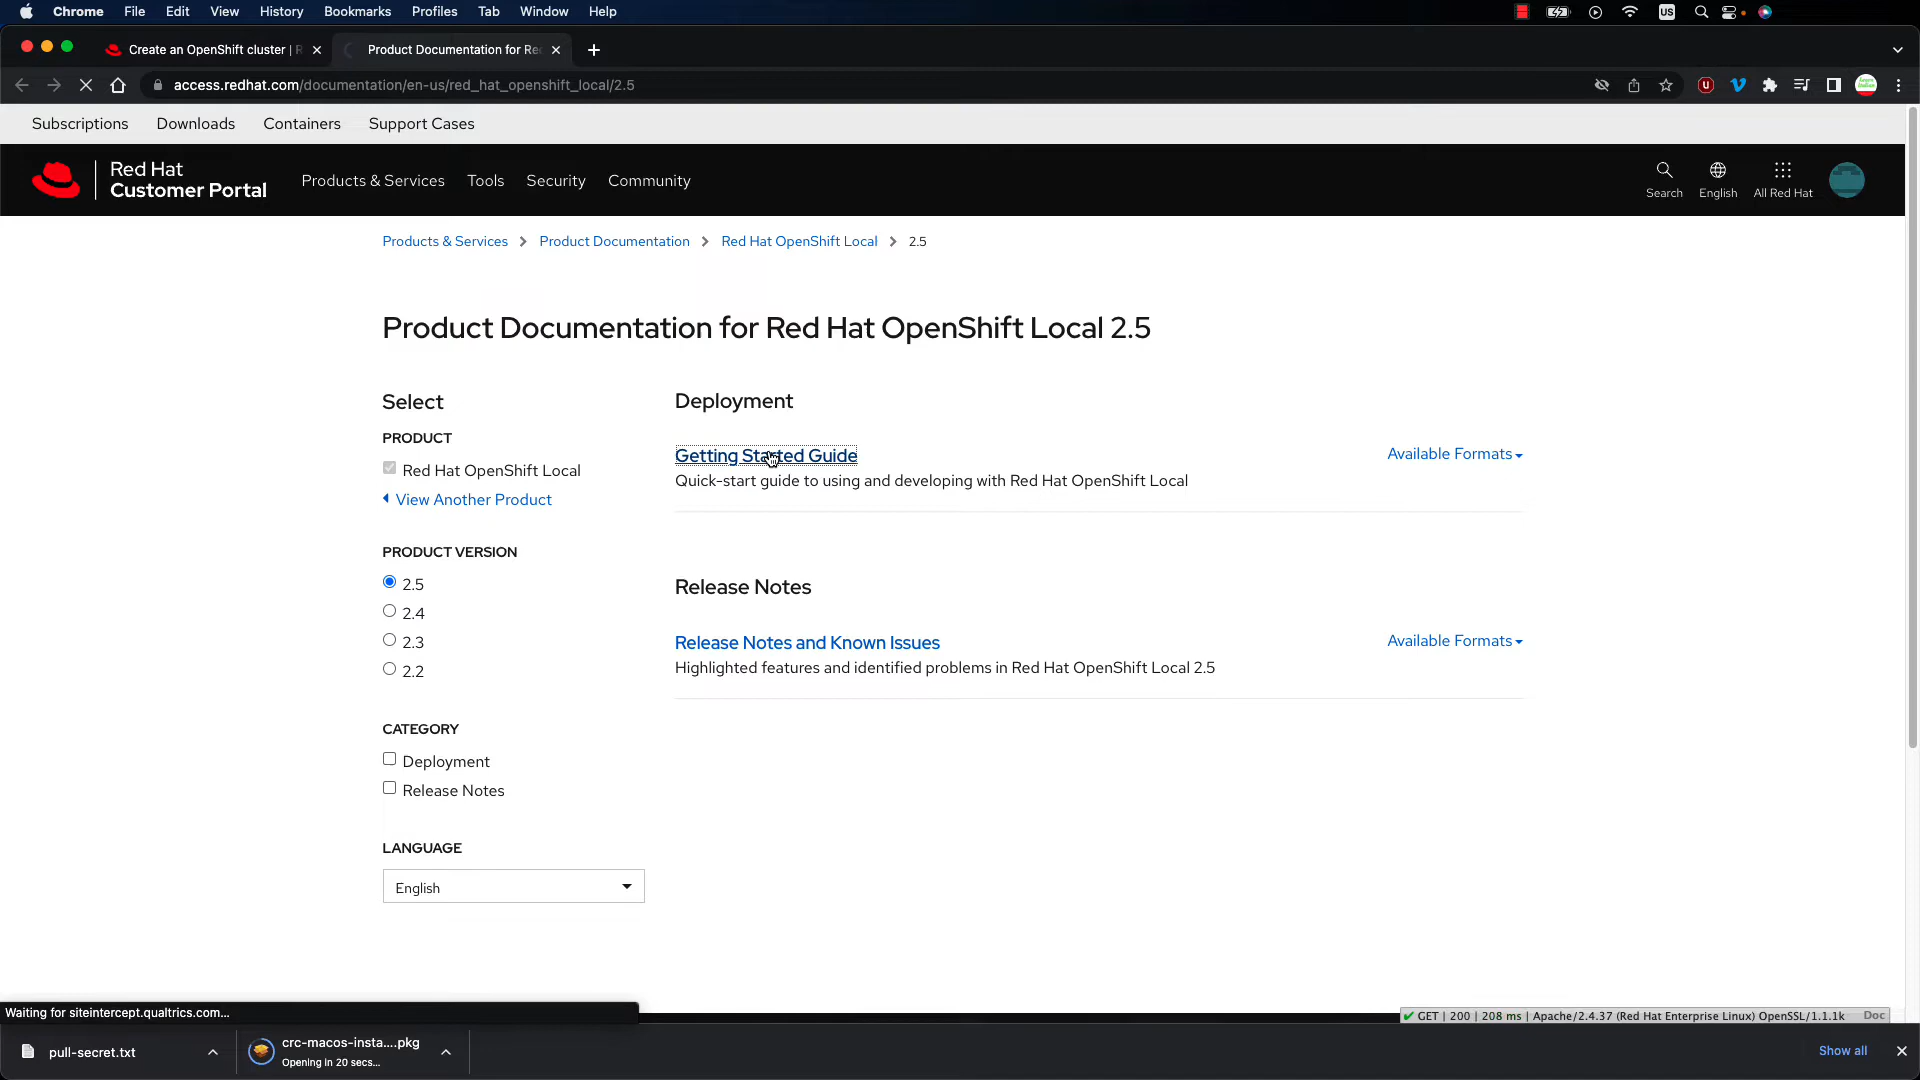 Chrome File Edit View History Bookmarks Profiles Tab Window Help US
Create an OpenShift cluster | R
Product Documentation for Re
access.redhat.com/documentation/en-us/red_hat_openshift_local/2.5
Subscriptions Downloads Containers Support Cases
Red Hat
Customer Portal
Products & Services Tools Security Community
Search English All Red Hat
Products & Services > Product Documentation > Red Hat OpenShift Local > 2.5
Product Documentation for Red Hat OpenShift Local 2.5
Select
PRODUCT
Red Hat OpenShift Local
View Another Product
PRODUCT VERSION
2.5
2.4
2.3
2.2
CATEGORY
Deployment
Release Notes
LANGUAGE
English
Deployment
Getting Started Guide
Available Formats
Quick-start guide to using and developing with Red Hat OpenShift Local
Release Notes
Release Notes and Known Issues
Available Formats
Highlighted features and identified problems in Red Hat OpenShift Local 2.5
Waiting for siteintercept.qualtrics.com...
GET | 200 | 208 ms | Apache/2.4.37 (Red Hat Enterprise Linux) OpenSSL/1.1.1k Doc
pull-secret.txt
crc-macos-insta....pkg
Opening in 20 secs...
Show all